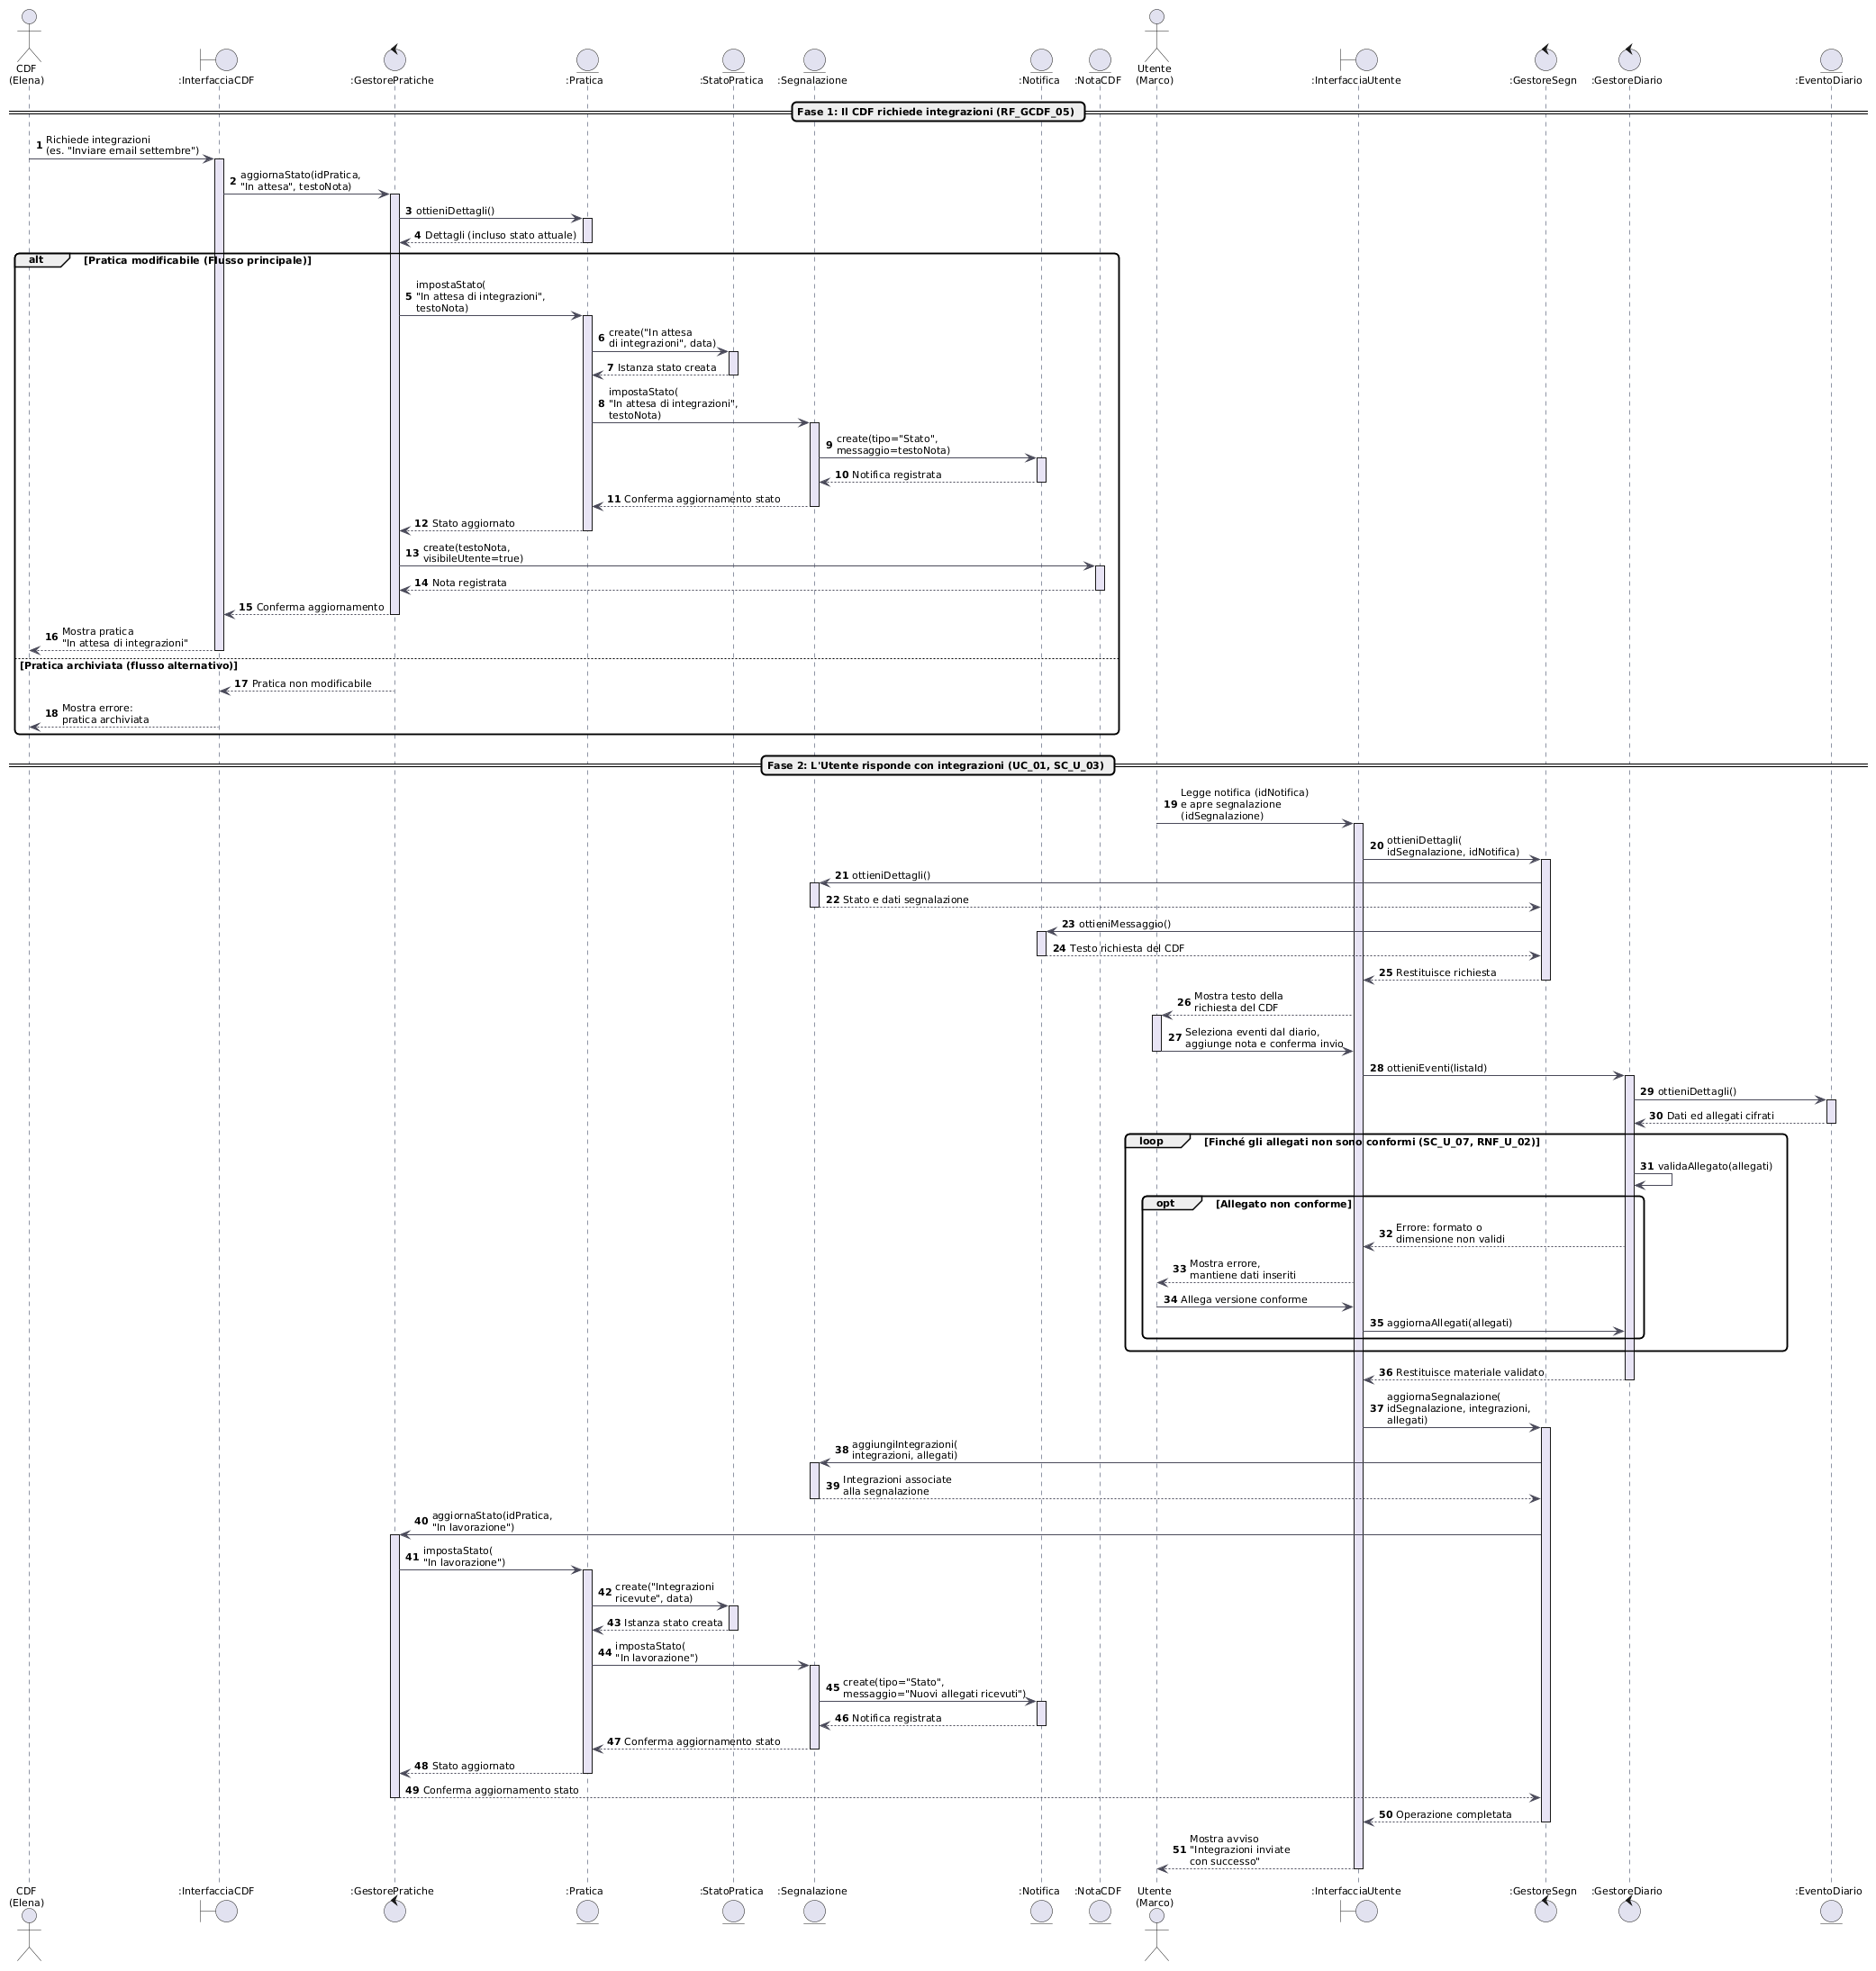 CDF
(Elena)
:InterfacciaCDF
:GestorePratiche
:Pratica
:StatoPratica
:Segnalazione
:Notifica
:NotaCDF
Utente
(Marco)
:InterfacciaUtente
:GestoreSegn
:GestoreDiario
:EventoDiario
Fase 1: Il CDF richiede integrazioni (RF_GCDF_05)
1 Richiede integrazioni
(es. "Inviare email settembre")
2 aggiornaStato(idPratica,
"In attesa", testoNota)
3 ottieniDettagli()
4 Dettagli (incluso stato attuale)
alt [Pratica modificabile (Flusso principale)]
5 impostaStato(
"In attesa di integrazioni",
testoNota)
6 create("In attesa
di integrazioni", data)
7 Istanza stato creata
8 impostaStato(
"In attesa di integrazioni",
testoNota)
9 create(tipo="Stato",
messaggio=testoNota)
10 Notifica registrata
11 Conferma aggiornamento stato
12 Stato aggiornato
13 create(testoNota,
visibileUtente=true)
14 Nota registrata
15 Conferma aggiornamento
16 Mostra pratica
"In attesa di integrazioni"
[Pratica archiviata (flusso alternativo)]
17 Pratica non modificabile
18 Mostra errore:
pratica archiviata
Fase 2: L'Utente risponde con integrazioni (UC_01, SC_U_03)
19 Legge notifica (idNotifica)
e apre segnalazione
(idSegnalazione)
20 ottieniDettagli(
idSegnalazione, idNotifica)
21 ottieniDettagli()
22 Stato e dati segnalazione
23 ottieniMessaggio()
24 Testo richiesta del CDF
25 Restituisce richiesta
26 Mostra testo della
richiesta del CDF
27 Seleziona eventi dal diario,
aggiunge nota e conferma invio
28 ottieniEventi(listaId)
29 ottieniDettagli()
30 Dati ed allegati cifrati
loop [Finché gli allegati non sono conformi (SC_U_07, RNF_U_02)]
31 validaAllegato(allegati)
opt [Allegato non conforme]
32 Errore: formato o
dimensione non validi
33 Mostra errore,
mantiene dati inseriti
34 Allega versione conforme
35 aggiornaAllegati(allegati)
36 Restituisce materiale validato
37 aggiornaSegnalazione(
idSegnalazione, integrazioni,
allegati)
38 aggiungiIntegrazioni(
integrazioni, allegati)
39 Integrazioni associate
alla segnalazione
40 aggiornaStato(idPratica,
"In lavorazione")
41 impostaStato(
"In lavorazione")
42 create("Integrazioni
ricevute", data)
43 Istanza stato creata
44 impostaStato(
"In lavorazione")
45 create(tipo="Stato",
messaggio="Nuovi allegati ricevuti")
46 Notifica registrata
47 Conferma aggiornamento stato
48 Stato aggiornato
49 Conferma aggiornamento stato
50 Operazione completata
51 Mostra avviso
"Integrazioni inviate
con successo"
CDF
(Elena)
:InterfacciaCDF
:GestorePratiche
:Pratica
:StatoPratica
:Segnalazione
:Notifica
:NotaCDF
Utente
(Marco)
:InterfacciaUtente
:GestoreSegn
:GestoreDiario
:EventoDiario